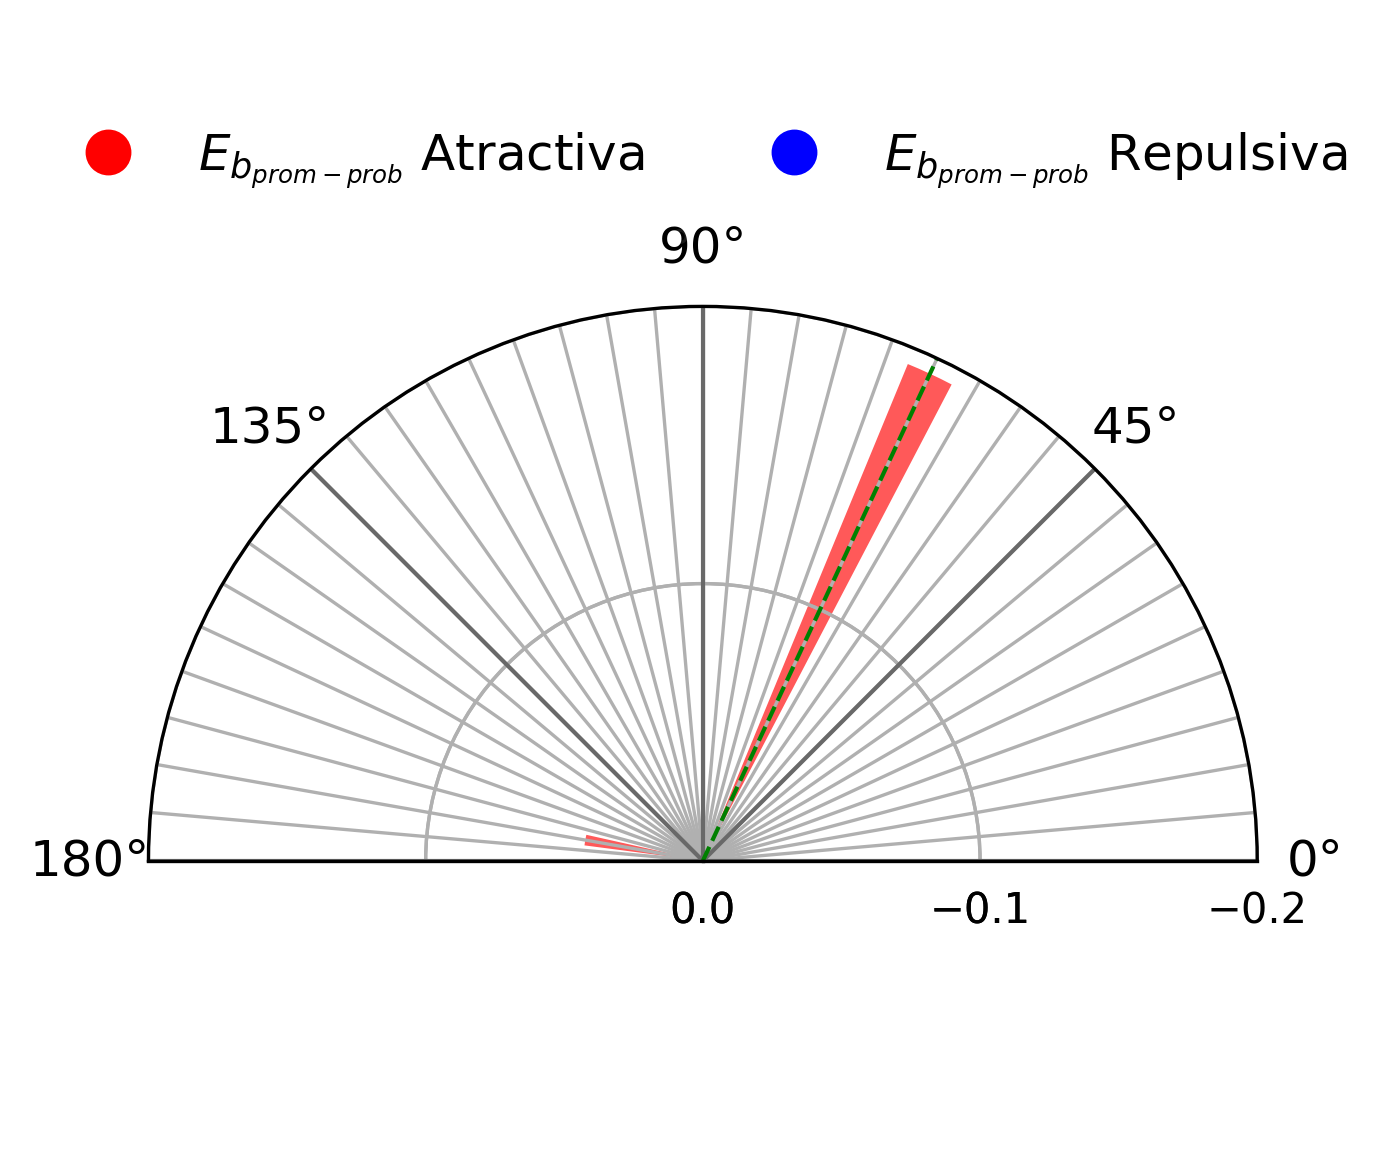 E_{b_{prom-prob}} Atractiva E_{b_{prom-prob}} Repulsiva
90°
135° 45°
180° 0°
0.0 −0.1 −0.2